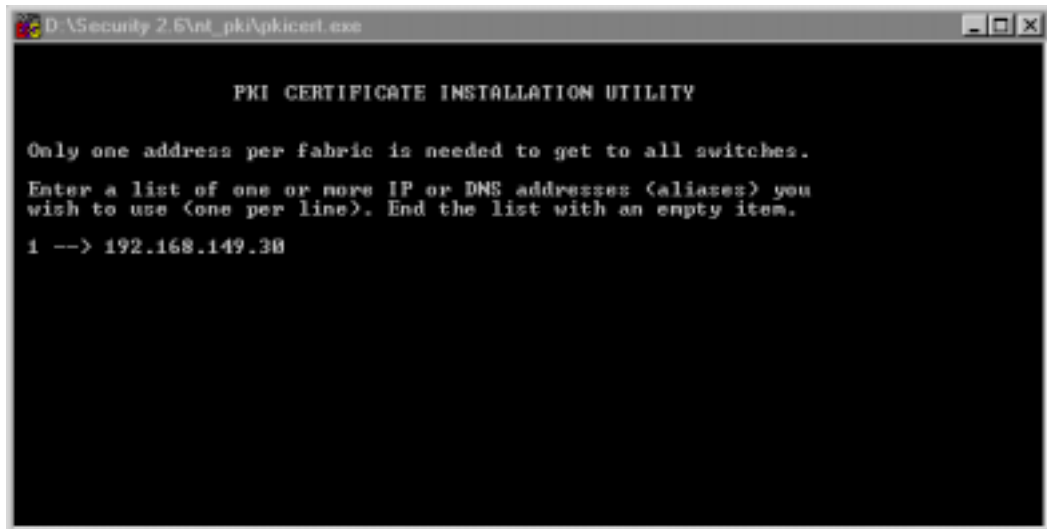 D:\Security 2.6\nt_pki\pkicert.exe
PKI CERTIFICATE INSTALLATION UTILITY
Only one address per fabric is needed to get to all switches.
Enter a list of one or more IP or DNS addresses (aliases) you
wish to use (one per line). End the list with an empty item.
1 --> 192.168.149.30